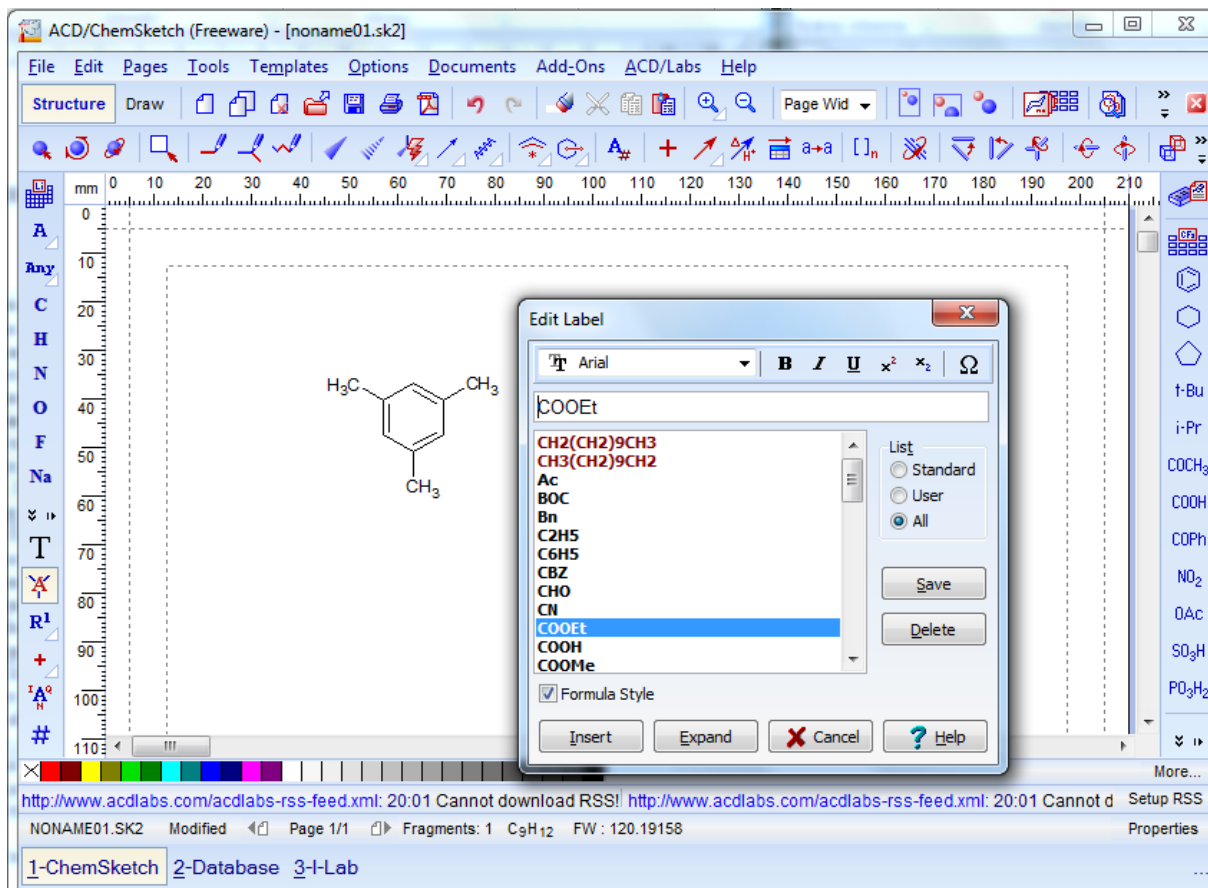 ACD/ChemSketch (Freeware) - [noname01.sk2]
File Edit Pages Tools Templates Options Documents Add-Ons ACD/Labs Help
Structure Draw Page Wid
A# + a→a [ ]n
mm 0 10 20 30 40 50 60 70 80 90 100 110 120 130 140 150 160 170 180 190 200 210
0
10
20
30
40
50
60
70
80
90
100
110
Li
A
Any
C
H
N
O
F
Na
T
A
R1
+
#
H3C
CH3
CH3
Edit Label
Arial B I U x² x₂ Ω
COOEt
CH2(CH2)9CH3
CH3(CH2)9CH2
Ac
BOC
Bn
C2H5
C6H5
CBZ
CHO
CN
COOEt
COOH
COOMe
List
Standard
User
All
Save
Delete
Formula Style
Insert Expand Cancel Help
t-Bu
i-Pr
COCH3
COOH
COPh
NO2
OAc
SO3H
PO3H2
More...
http://www.acdlabs.com/acdlabs-rss-feed.xml: 20:01 Cannot download RSS! http://www.acdlabs.com/acdlabs-rss-feed.xml: 20:01 Cannot d Setup RSS
NONAME01.SK2 Modified Page 1/1 Fragments: 1 C9H12 FW : 120.19158 Properties
1-ChemSketch 2-Database 3-I-Lab ...